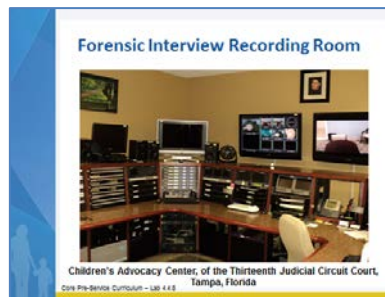 Forensic Interview Recording Room
Children's Advocacy Center, of the Thirteenth Judicial Circuit Court,
Tampa, Florida
Core Pre-Service Curriculum – Lab 4.4.5